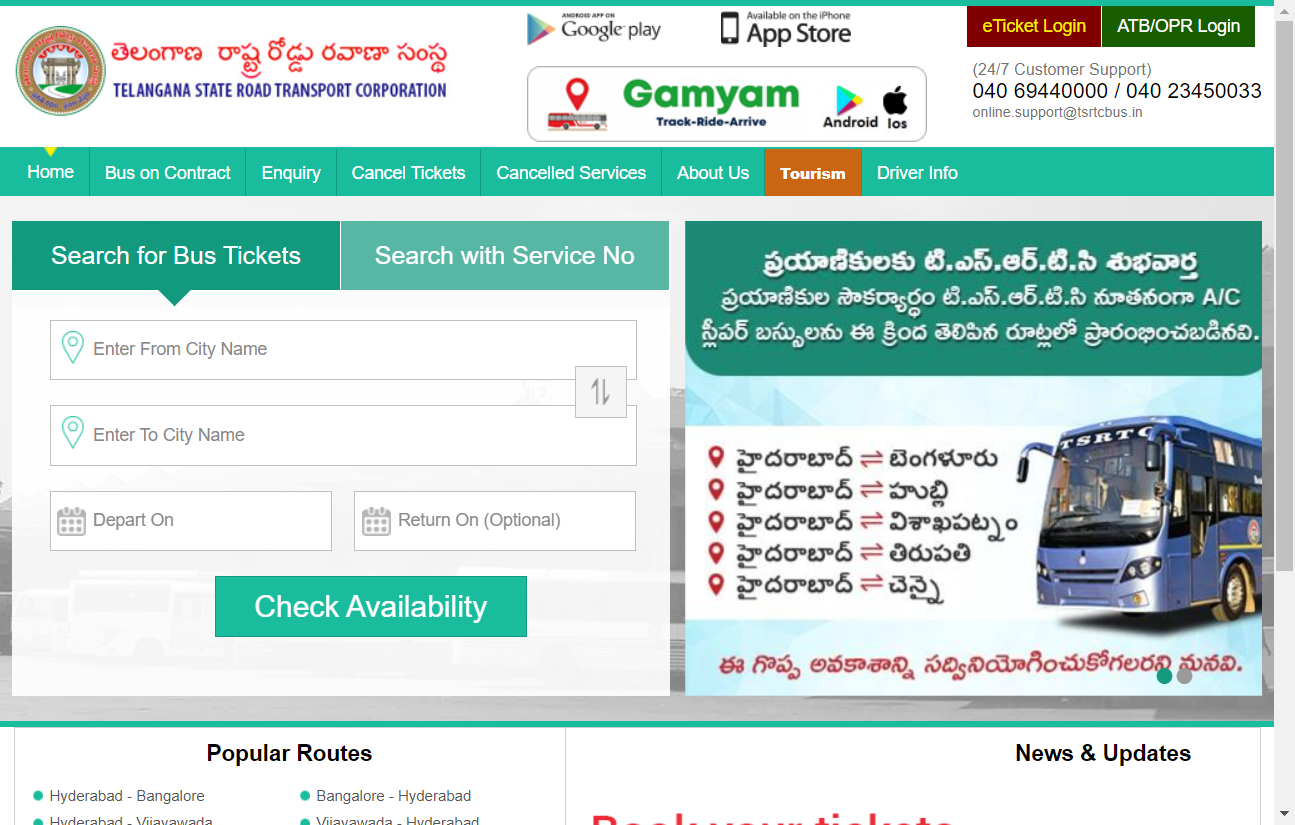 తెలంగాణ రాష్ట్ర రోడ్డు రవాణా సంస్థ
TELANGANA STATE ROAD TRANSPORT CORPORATION
ANDROID APP ON
Google play
Available on the iPhone
App Store
Gamyam
Track-Ride-Arrive
Android Ios
eTicket Login ATB/OPR Login
(24/7 Customer Support)
040 69440000 / 040 23450033
online.support@tsrtcbus.in
Home Bus on Contract Enquiry Cancel Tickets Cancelled Services About Us Tourism Driver Info
Search for Bus Tickets Search with Service No
Enter From City Name
Enter To City Name
Depart On Return On (Optional)
Check Availability
ప్రయాణికులకు టి.ఎస్.ఆర్.టి.సి శుభవార్త
ప్రయాణికుల సౌకర్యార్ధం టి.ఎస్.ఆర్.టి.సి నూతనంగా A/C
స్లీపర్ బస్సులను ఈ క్రింద తెలిపిన రూట్లలో ప్రారంభించబడినవి.
TSRTC
హైదరాబాద్ ⇌ బెంగళూరు
హైదరాబాద్ ⇌ హుబ్లి
హైదరాబాద్ ⇌ విశాఖపట్నం
హైదరాబాద్ ⇌ తిరుపతి
హైదరాబాద్ ⇌ చెన్నై
ఈ గొప్ప అవకాశాన్ని సద్వినియోగించుకోగలరని మనవి.
Popular Routes
Hyderabad - Bangalore Bangalore - Hyderabad
Hyderabad - Vijayawada Vijayawada - Hyderabad
News & Updates
Book your tickets